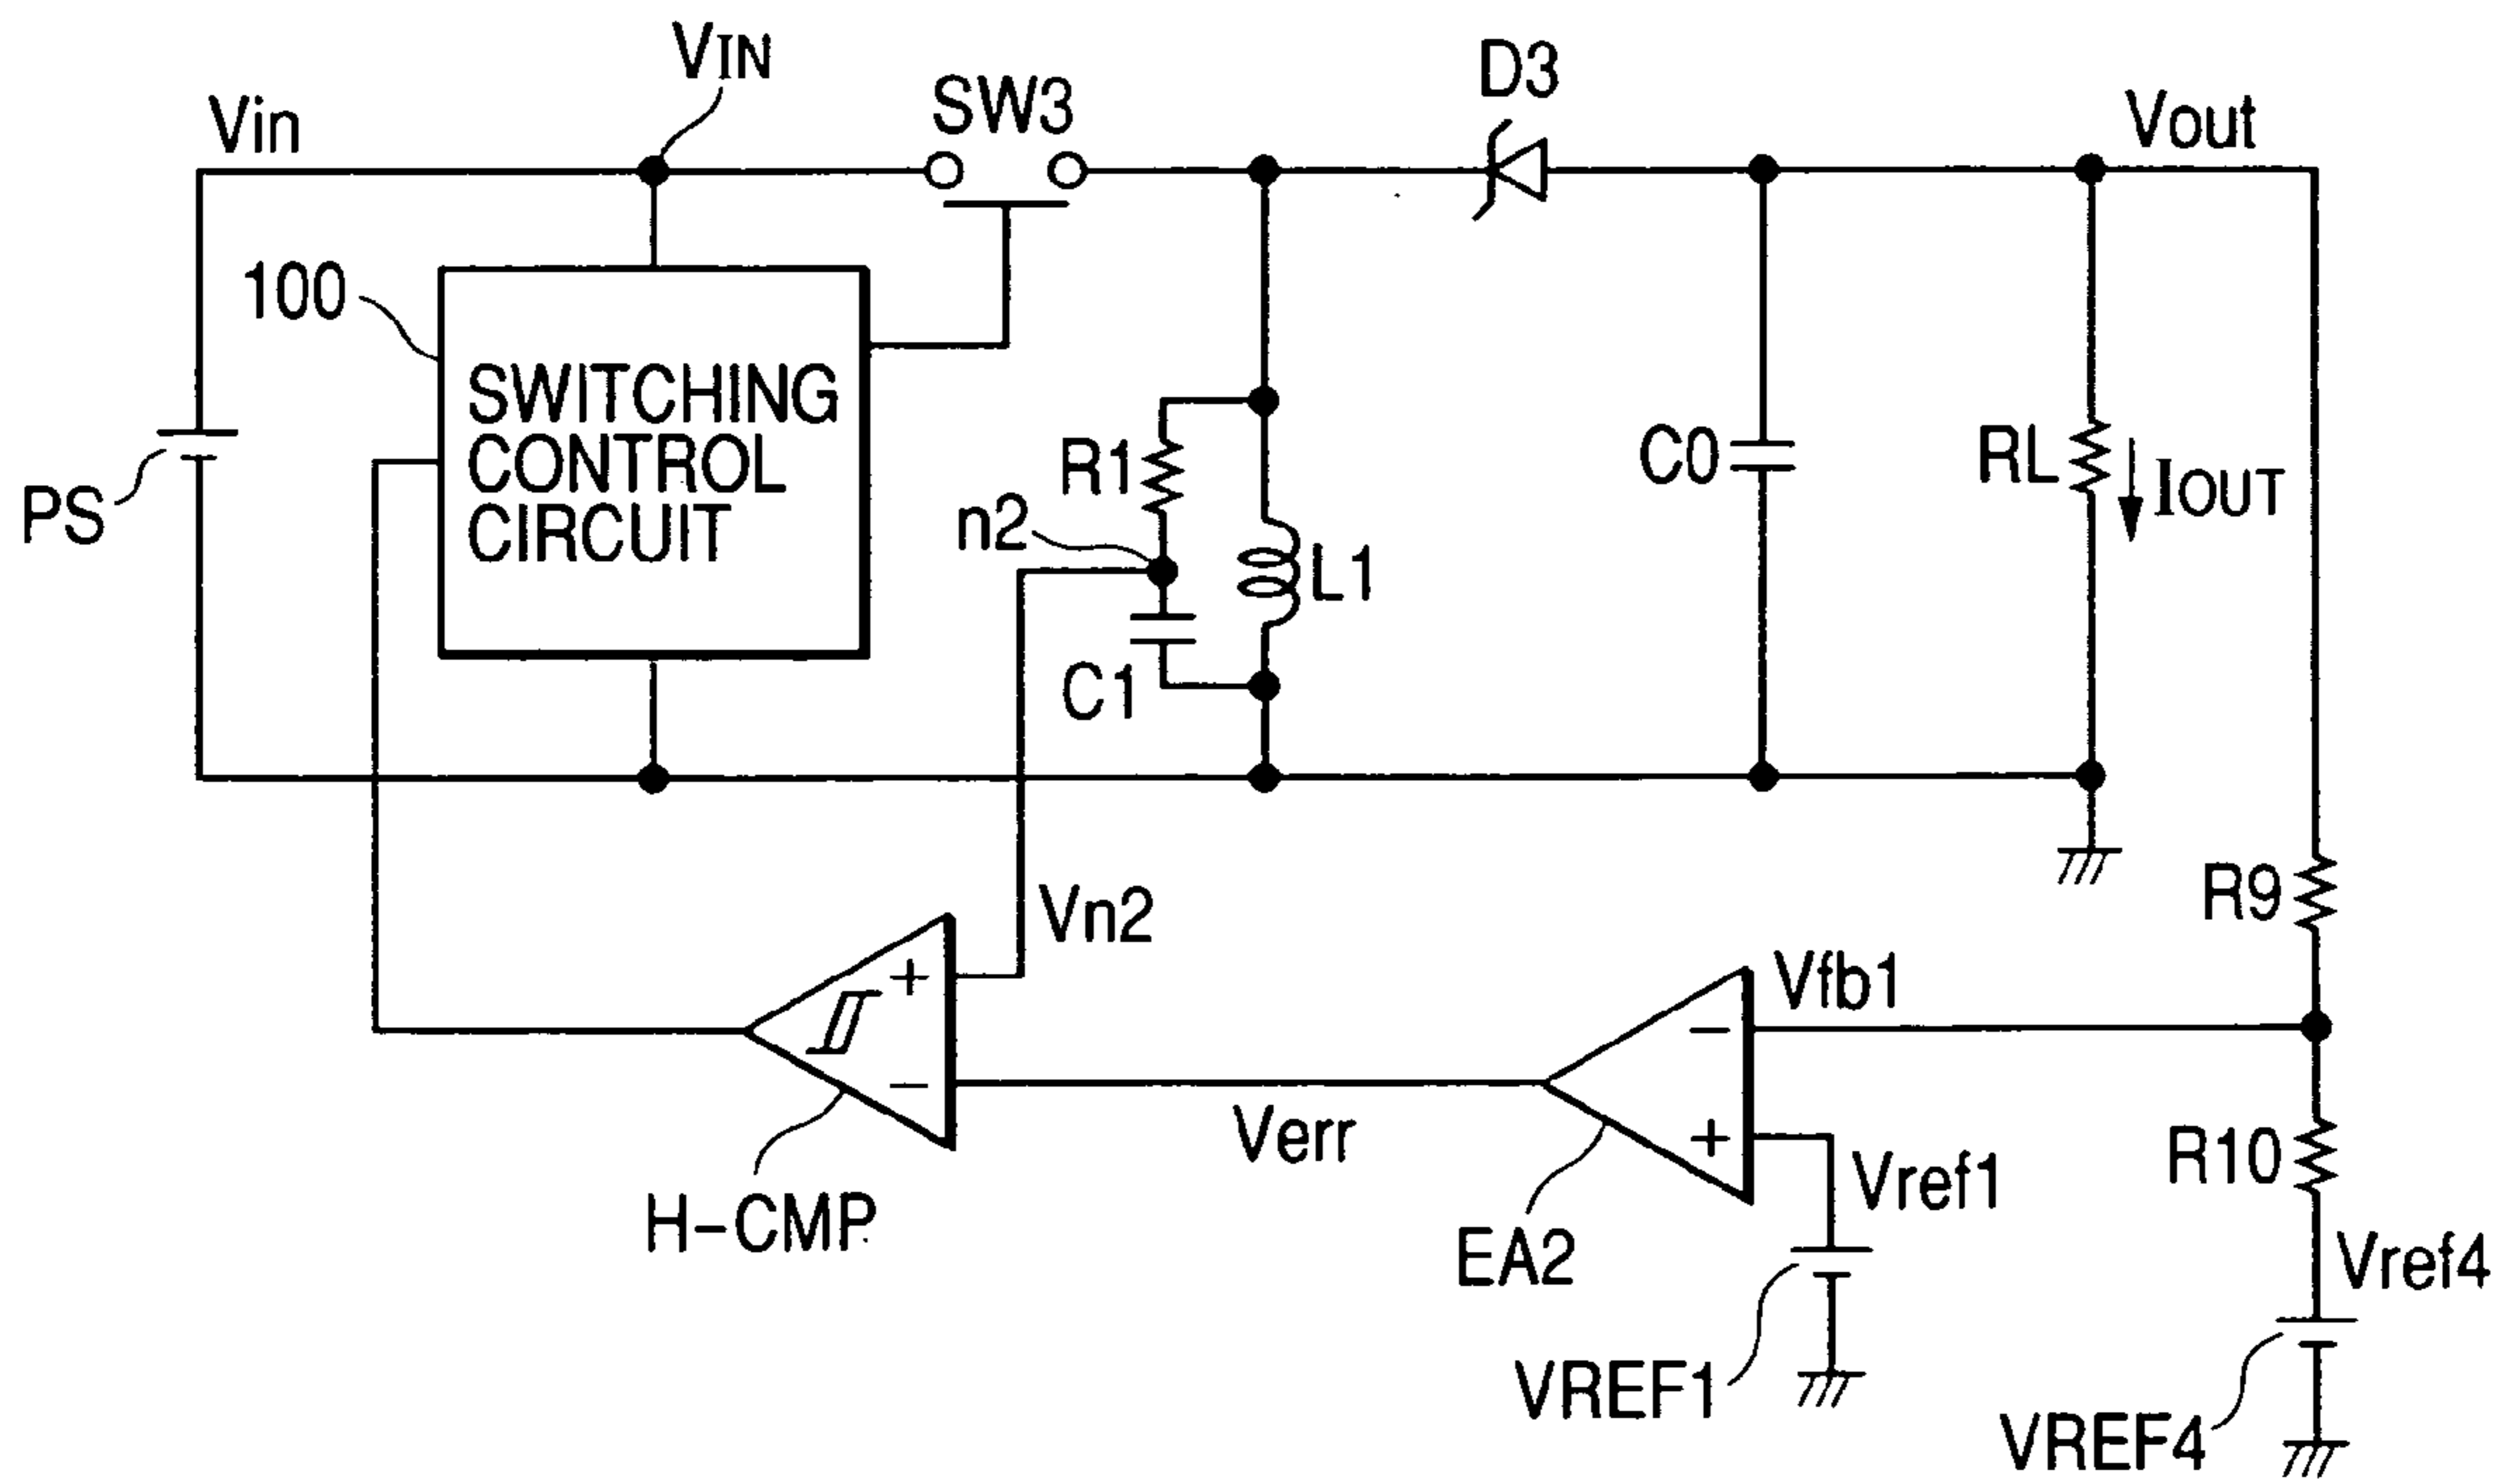 VIN
Vin
SW3
D3
Vout
100
SWITCHING
CONTROL
CIRCUIT
PS
R1
n2
L1
C1
C0
RL
IOUT
Vn2
+
−
H-CMP
Verr
Vfb1
−
+
EA2
Vref1
VREF1
R9
R10
Vref4
VREF4